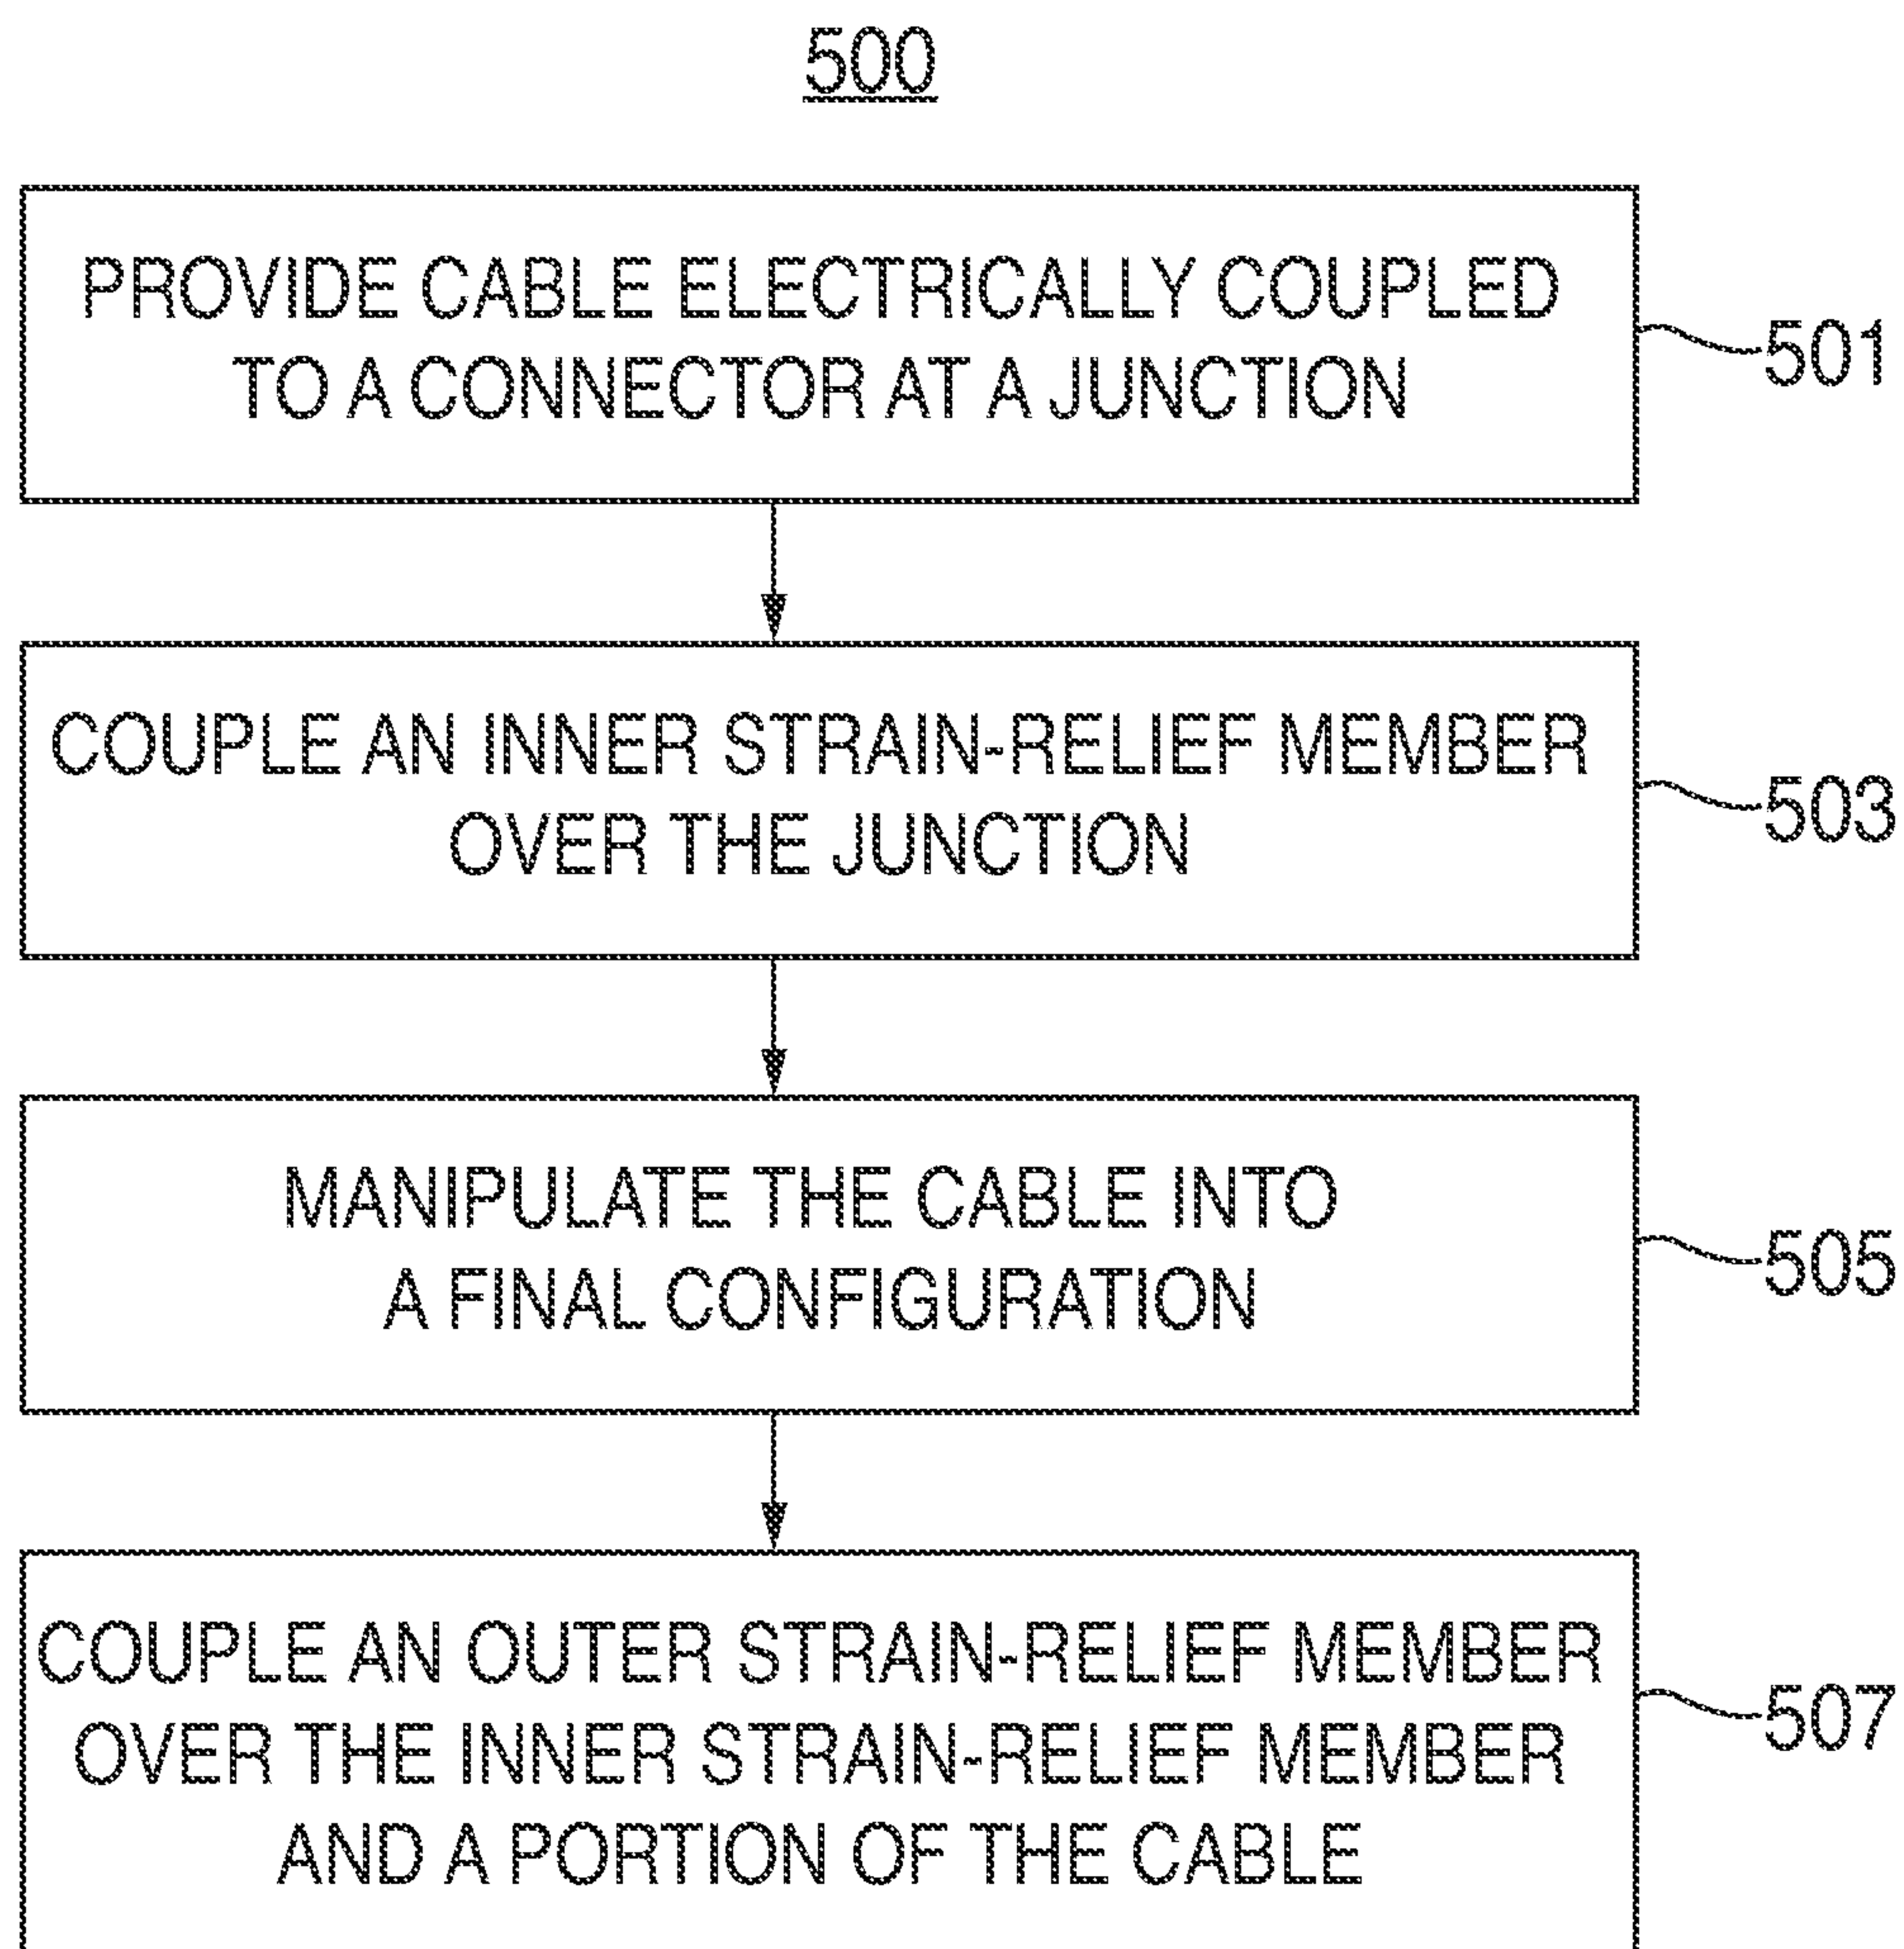 500
PROVIDE CABLE ELECTRICALLY COUPLED
TO A CONNECTOR AT A JUNCTION
501
COUPLE AN INNER STRAIN-RELIEF MEMBER
OVER THE JUNCTION
503
MANIPULATE THE CABLE INTO
A FINAL CONFIGURATION
505
COUPLE AN OUTER STRAIN-RELIEF MEMBER
OVER THE INNER STRAIN-RELIEF MEMBER
AND A PORTION OF THE CABLE
507